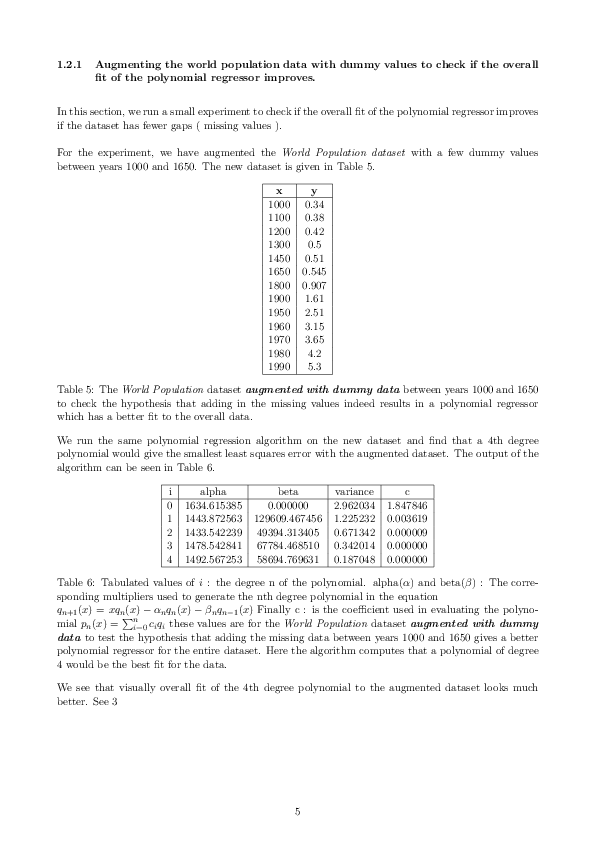 1.2.1 Augmenting the world population data with dummy values to check if the overall
fit of the polynomial regressor improves.
In this section, we run a small experiment to check if the overall fit of the polynomial regressor improves
if the dataset has fewer gaps ( missing values ).
For the experiment, we have augmented the World Population dataset with a few dummy values
between years 1000 and 1650. The new dataset is given in Table 5.
x y
1000 0.34
1100 0.38
1200 0.42
1300 0.5
1450 0.51
1650 0.545
1800 0.907
1900 1.61
1950 2.51
1960 3.15
1970 3.65
1980 4.2
1990 5.3
Table 5: The World Population dataset augmented with dummy data between years 1000 and 1650
to check the hypothesis that adding in the missing values indeed results in a polynomial regressor
which has a better fit to the overall data.
We run the same polynomial regression algorithm on the new dataset and find that a 4th degree
polynomial would give the smallest least squares error with the augmented dataset. The output of the
algorithm can be seen in Table 6.
i alpha beta variance c
0 1634.615385 0.000000 2.962034 1.847846
1 1443.872563 129609.467456 1.225232 0.003619
2 1433.542239 49394.313405 0.671342 0.000009
3 1478.542841 67784.468510 0.342014 0.000000
4 1492.567253 58694.769631 0.187048 0.000000
Table 6: Tabulated values of i : the degree n of the polynomial. alpha(α) and beta(β) : The corre-
sponding multipliers used to generate the nth degree polynomial in the equation
qₙ₊₁(x) = xqₙ(x) − αₙqₙ(x) − βₙqₙ₋₁(x) Finally c : is the coefficient used in evaluating the polyno-
mial pₙ(x) = ∑ⁿᵢ₌₀ cᵢqᵢ these values are for the World Population dataset augmented with dummy
data to test the hypothesis that adding the missing data between years 1000 and 1650 gives a better
polynomial regressor for the entire dataset. Here the algorithm computes that a polynomial of degree
4 would be the best fit for the data.
We see that visually overall fit of the 4th degree polynomial to the augmented dataset looks much
better. See 3
5